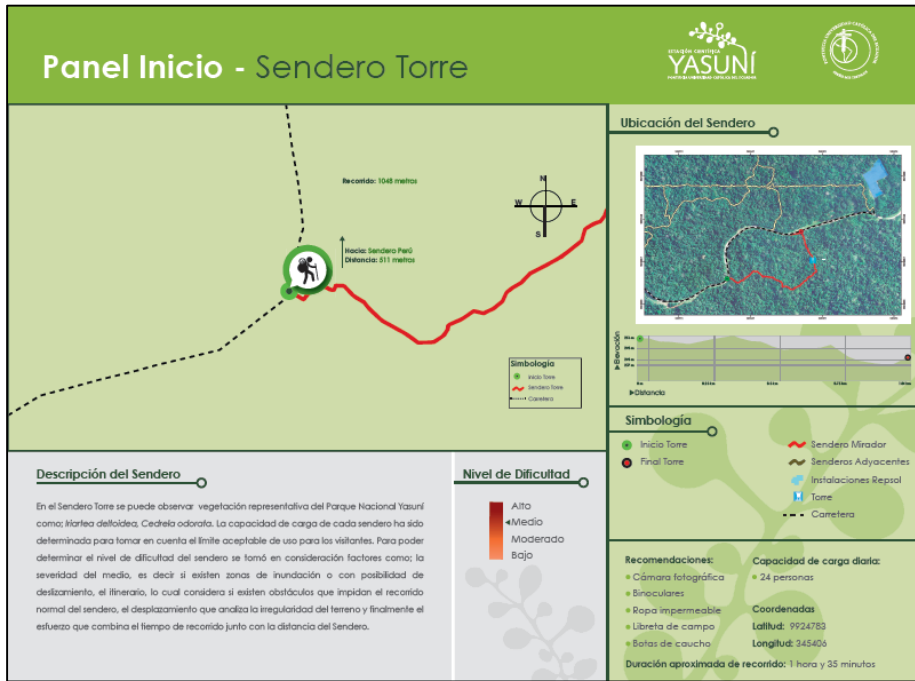 Panel Inicio - Sendero Torre
ESTACIÓN CIENTÍFICA
YASUNÍ
PONTIFICIA UNIVERSIDAD CATÓLICA DEL ECUADOR
Recorrido: 1048 metros
N
W E
S
Hacia: Sendero Perú
Distancia: 511 metros
Simbología
Inicio Torre
Sendero Torre
Carretera
Ubicación del Sendero
Elevación
Distancia
Simbología
Inicio Torre
Final Torre
Sendero Mirador
Senderos Adyacentes
Instalaciones Repsol
Torre
Carretera
Descripción del Sendero
En el Sendero Torre se puede observar vegetación representativa del Parque Nacional Yasuní
como; Iriartea deltoidea, Cedrela odorata. La capacidad de carga de cada sendero ha sido
determinada para tomar en cuenta el límite aceptable de uso para los visitantes. Para poder
determinar el nivel de dificultad del sendero se tomó en consideración factores como; la
severidad del medio, es decir si existen zonas de inundación o con posibilidad de
deslizamiento, el itinerario, lo cual considera si existen obstáculos que impidan el recorrido
normal del sendero, el desplazamiento que analiza la irregularidad del terreno y finalmente el
esfuerzo que combina el tiempo de recorrido junto con la distancia del Sendero.
Nivel de Dificultad
Alto
Medio
Moderado
Bajo
Recomendaciones:
Cámara fotográfica
Binoculares
Ropa impermeable
Libreta de campo
Botas de caucho
Capacidad de carga diaria:
24 personas
Coordenadas
Latitud: 9924783
Longitud: 345406
Duración aproximada de recorrido: 1 hora y 35 minutos